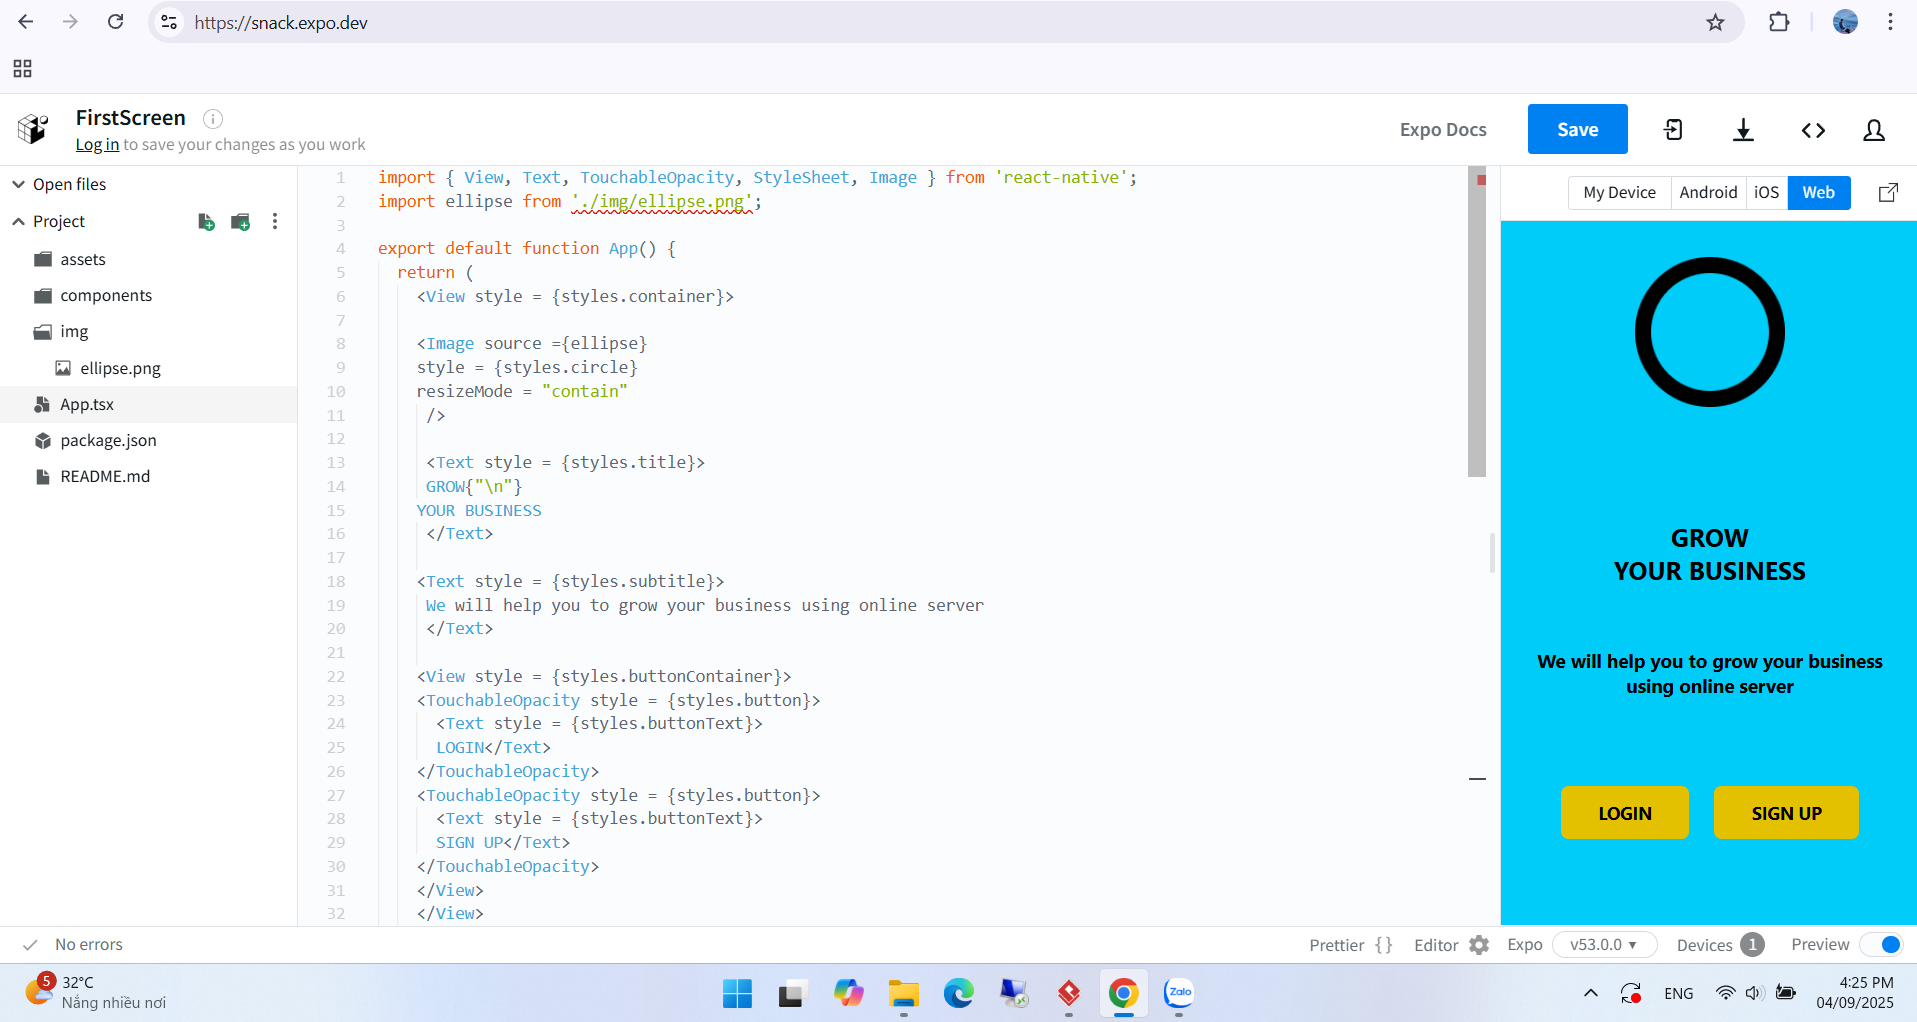 https://snack.expo.dev
FirstScreen
Log in to save your changes as you work
Expo Docs
Save
Open files
Project
assets
components
img
ellipse.png
App.tsx
package.json
README.md
1 import { View, Text, TouchableOpacity, StyleSheet, Image } from 'react-native';
2 import ellipse from './img/ellipse.png';
3
4 export default function App() {
5 return (
6 <View style = {styles.container}>
7
8 <Image source ={ellipse}
9 style = {styles.circle}
10 resizeMode = "contain"
11 />
12
13 <Text style = {styles.title}>
14 GROW{"\n"}
15 YOUR BUSINESS
16 </Text>
17
18 <Text style = {styles.subtitle}>
19 We will help you to grow your business using online server
20 </Text>
21
22 <View style = {styles.buttonContainer}>
23 <TouchableOpacity style = {styles.button}>
24 <Text style = {styles.buttonText}>
25 LOGIN</Text>
26 </TouchableOpacity>
27 <TouchableOpacity style = {styles.button}>
28 <Text style = {styles.buttonText}>
29 SIGN UP</Text>
30 </TouchableOpacity>
31 </View>
32 </View>
My Device Android iOS Web
GROW
YOUR BUSINESS
We will help you to grow your business
using online server
LOGIN SIGN UP
No errors
Prettier {} Editor Expo v53.0.0 Devices 1 Preview
5
32°C
Nắng nhiều nơi
Zalo
ENG
4:25 PM
04/09/2025